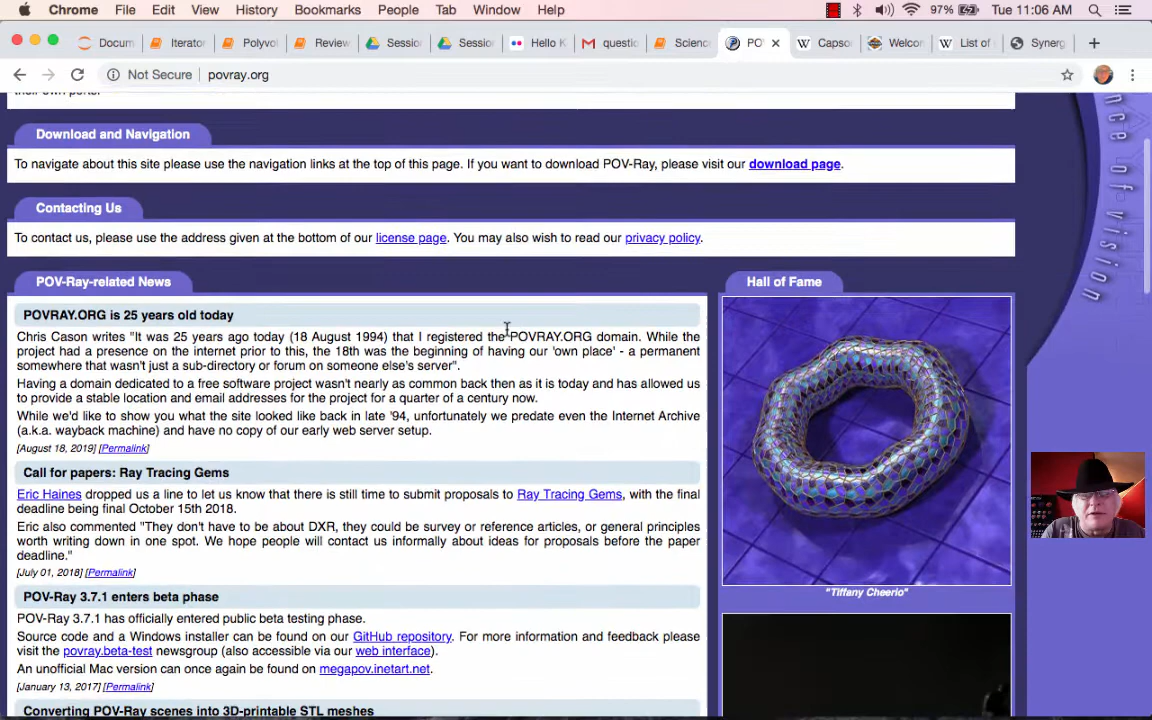 Chrome File Edit View History Bookmarks People Tab Window Help 97% Tue 11:06 AM
Docum Iterator Polyvo Review Sessio Sessio Hello K questio Scienc PO Capso Welcon List of Synerg
Not Secure povray.org
Download and Navigation
To navigate about this site please use the navigation links at the top of this page. If you want to download POV-Ray, please visit our download page.
Contacting Us
To contact us, please use the address given at the bottom of our license page. You may also wish to read our privacy policy.
POV-Ray-related News
POVRAY.ORG is 25 years old today
Chris Cason writes "It was 25 years ago today (18 August 1994) that I registered the POVRAY.ORG domain. While the
project had a presence on the internet prior to this, the 18th was the beginning of having our 'own place' - a permanent
somewhere that wasn't just a sub-directory or forum on someone else's server".
Having a domain dedicated to a free software project wasn't nearly as common back then as it is today and has allowed us
to provide a stable location and email addresses for the project for a quarter of a century now.
While we'd like to show you what the site looked like back in late '94, unfortunately we predate even the Internet Archive
(a.k.a. wayback machine) and have no copy of our early web server setup.
[August 18, 2019] [Permalink]
Call for papers: Ray Tracing Gems
Eric Haines dropped us a line to let us know that there is still time to submit proposals to Ray Tracing Gems, with the final
deadline being final October 15th 2018.
Eric also commented "They don't have to be about DXR, they could be survey or reference articles, or general principles
worth writing down in one spot. We hope people will contact us informally about ideas for proposals before the paper
deadline."
[July 01, 2018] [Permalink]
POV-Ray 3.7.1 enters beta phase
POV-Ray 3.7.1 has officially entered public beta testing phase.
Source code and a Windows installer can be found on our GitHub repository. For more information and feedback please
visit the povray.beta-test newsgroup (also accessible via our web interface).
An unofficial Mac version can once again be found on megapov.inetart.net.
[January 13, 2017] [Permalink]
Converting POV-Ray scenes into 3D-printable STL meshes
Hall of Fame
"Tiffany Cheerio"
nce of vision